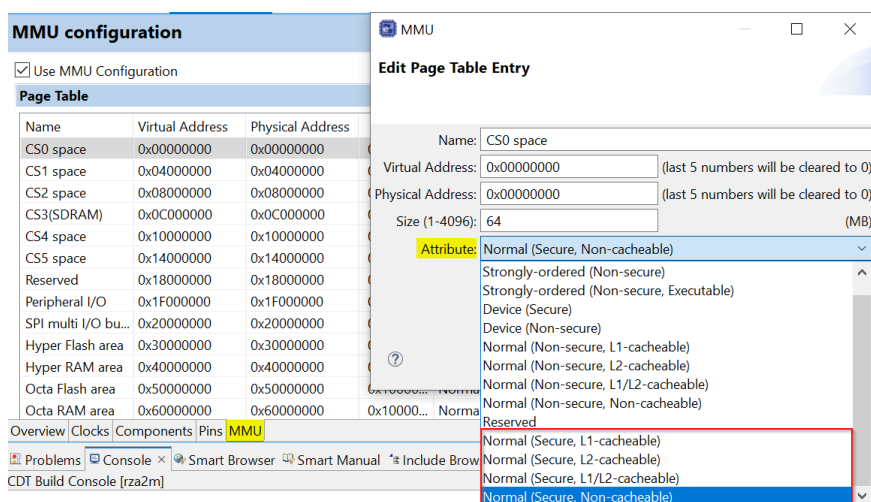 MMU configuration
Use MMU Configuration
Page Table
Name Virtual Address Physical Address
CS0 space 0x00000000 0x00000000
CS1 space 0x04000000 0x04000000
CS2 space 0x08000000 0x08000000
CS3(SDRAM) 0x0C000000 0x0C000000
CS4 space 0x10000000 0x10000000
CS5 space 0x14000000 0x14000000
Reserved 0x18000000 0x18000000
Peripheral I/O 0x1F000000 0x1F000000
SPI multi I/O bu... 0x20000000 0x20000000
Hyper Flash area 0x30000000 0x30000000
Hyper RAM area 0x40000000 0x40000000
Octa Flash area 0x50000000 0x50000000
Octa RAM area 0x60000000 0x60000000 0x10000... Norma
Overview Clocks Components Pins MMU
Problems Console × Smart Browser Smart Manual Include Brow
CDT Build Console [rza2m]
MMU
Edit Page Table Entry
Name: CS0 space
Virtual Address: 0x00000000 (last 5 numbers will be cleared to 0)
Physical Address: 0x00000000 (last 5 numbers will be cleared to 0)
Size (1-4096): 64 (MB)
Attribute: Normal (Secure, Non-cacheable)
Strongly-ordered (Non-secure)
Strongly-ordered (Non-secure, Executable)
Device (Secure)
Device (Non-secure)
Normal (Non-secure, L1-cacheable)
Normal (Non-secure, L2-cacheable)
Normal (Non-secure, L1/L2-cacheable)
Normal (Non-secure, Non-cacheable)
Reserved
Normal (Secure, L1-cacheable)
Normal (Secure, L2-cacheable)
Normal (Secure, L1/L2-cacheable)
Normal (Secure, Non-cacheable)